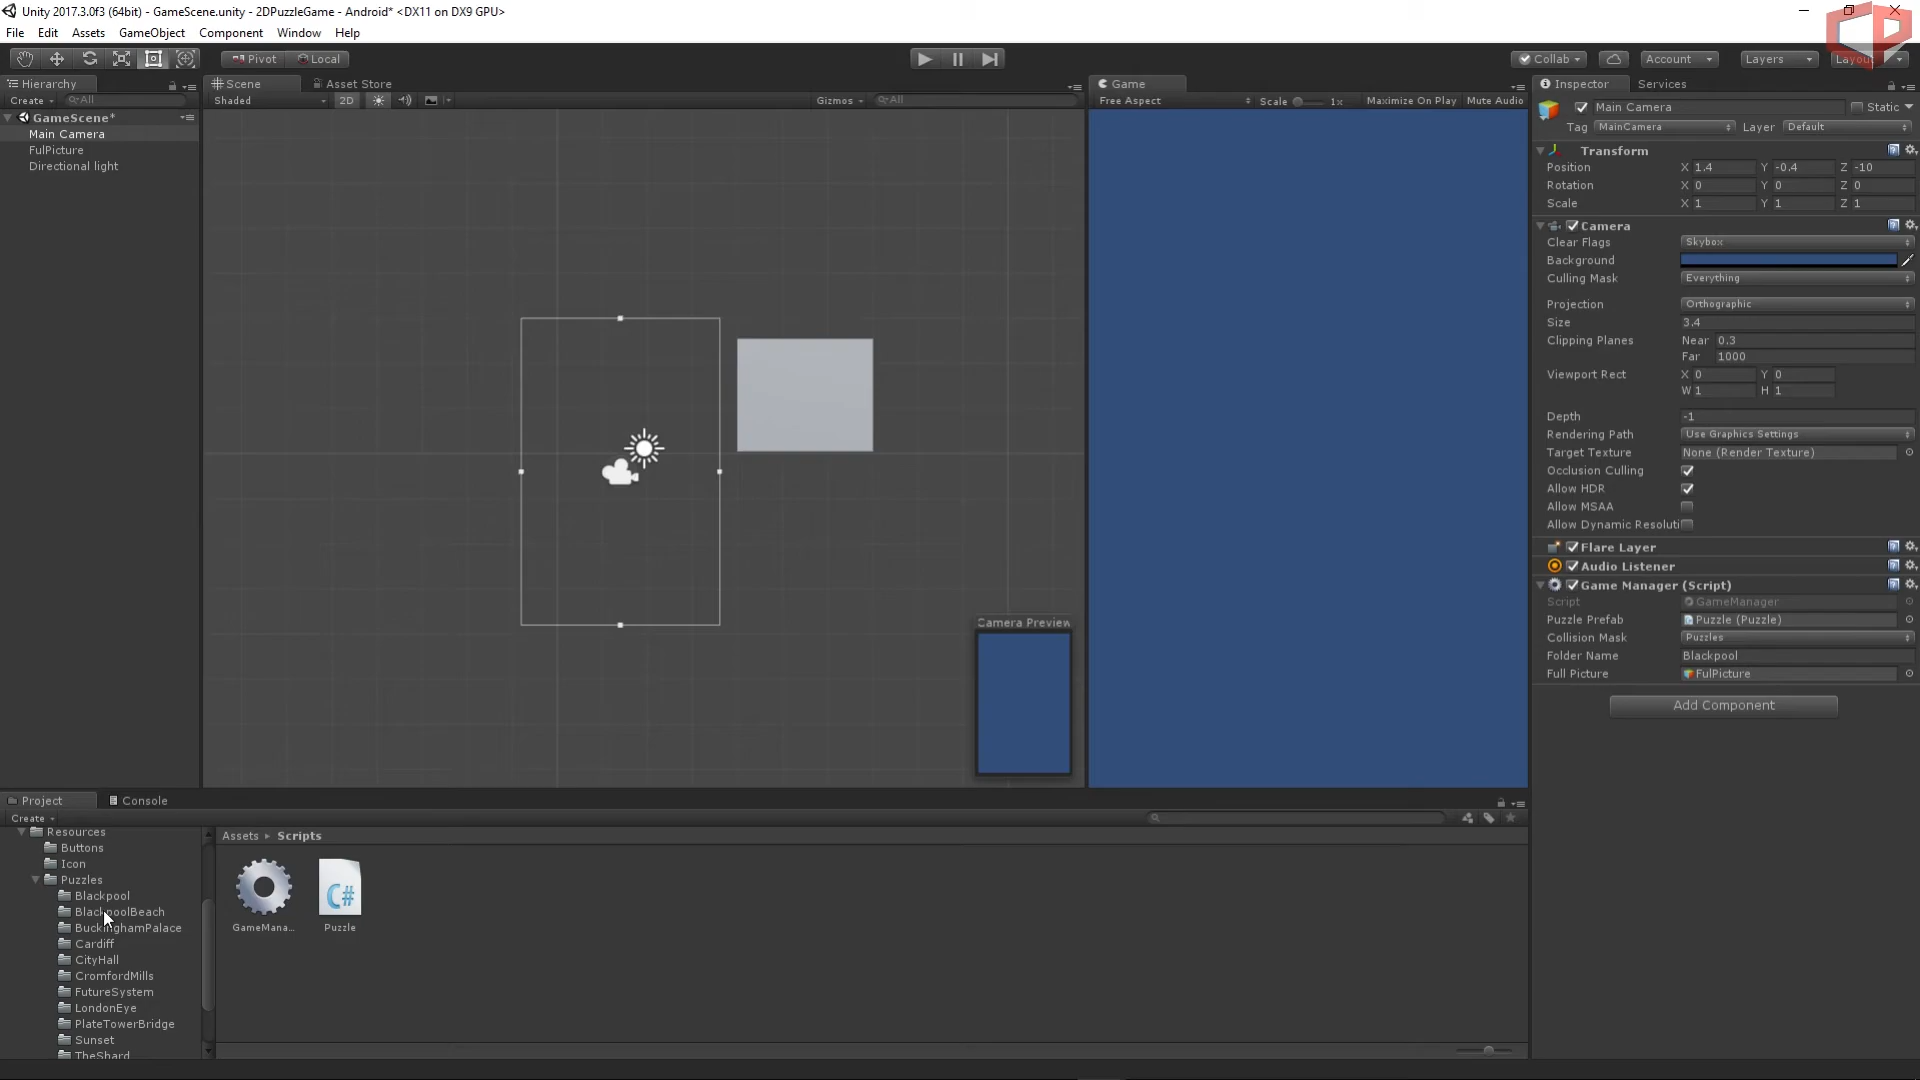 Unity 2017.3.0f3 (64bit) - GameScene.unity - 2DPuzzleGame - Android* <DX11 on DX9 GPU>
File Edit Assets GameObject Component Window Help
Pivot Local Collab Account Layers Layout
Hierarchy
Create All
GameScene*
Main Camera
FulPicture
Directional light
Scene Asset Store
Shaded 2D Gizmos All
Camera Preview
Game
Free Aspect Scale 1x Maximize On Play Mute Audio
Inspector Services
Main Camera Static
Tag MainCamera Layer Default
Transform
Position X 1.4 Y -0.4 Z -10
Rotation X 0 Y 0 Z 0
Scale X 1 Y 1 Z 1
Camera
Clear Flags Skybox
Background
Culling Mask Everything
Projection Orthographic
Size 3.4
Clipping Planes Near 0.3
Far 1000
Viewport Rect X 0 Y 0
W 1 H 1
Depth -1
Rendering Path Use Graphics Settings
Target Texture None (Render Texture)
Occlusion Culling
Allow HDR
Allow MSAA
Allow Dynamic Resoluti
Flare Layer
Audio Listener
Game Manager (Script)
Script GameManager
Puzzle Prefab Puzzle (Puzzle)
Collision Mask Puzzles
Folder Name Blackpool
Full Picture FulPicture
Add Component
Project Console
Create
Resources
Buttons
Icon
Puzzles
Blackpool
BlackpoolBeach
BuckinghamPalace
Cardiff
CityHall
CromfordMills
FutureSystem
LondonEye
PlateTowerBridge
Sunset
TheShard
Assets Scripts
C#
GameMana... Puzzle